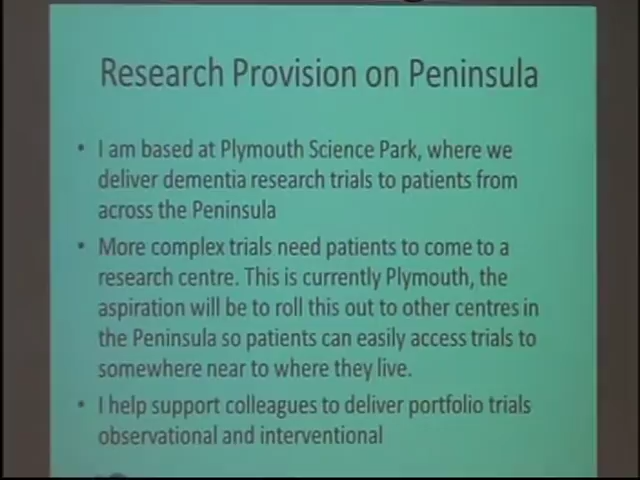 Research Provision on Peninsula
• I am based at Plymouth Science Park, where we
deliver dementia research trials to patients from
across the Peninsula
• More complex trials need patients to come to a
research centre. This is currently Plymouth, the
aspiration will be to roll this out to other centres in
the Peninsula so patients can easily access trials to
somewhere near to where they live.
• I help support colleagues to deliver portfolio trials
observational and interventional